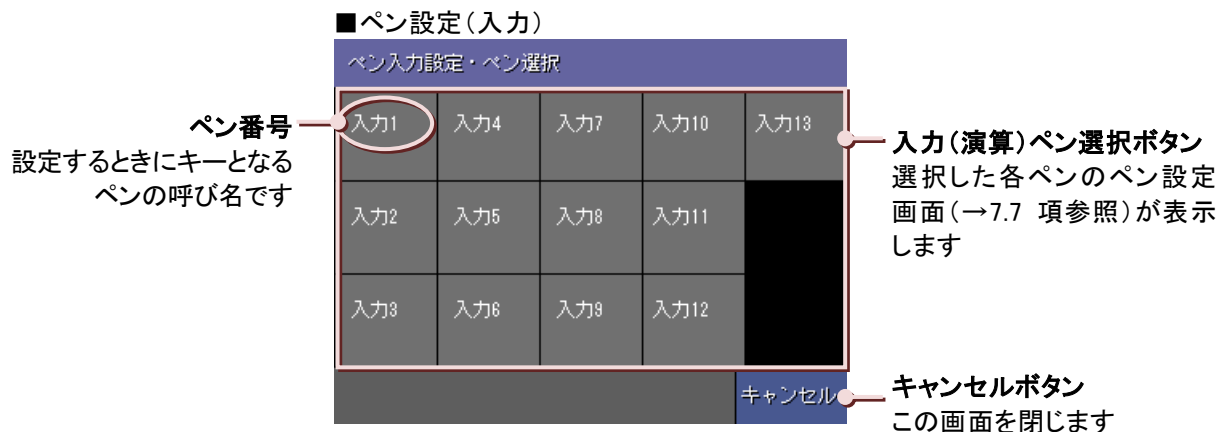 ■ペン設定（入力）
ペン入力設定・ペン選択
ペン番号
設定するときにキーとなる
ペンの呼び名です
入力1 入力4 入力7 入力10 入力13
入力2 入力5 入力8 入力11
入力3 入力6 入力9 入力12
キャンセル
入力（演算）ペン選択ボタン
選択した各ペンのペン設定
画面（→7.7 項参照）が表示
します
キャンセルボタン
この画面を閉じます